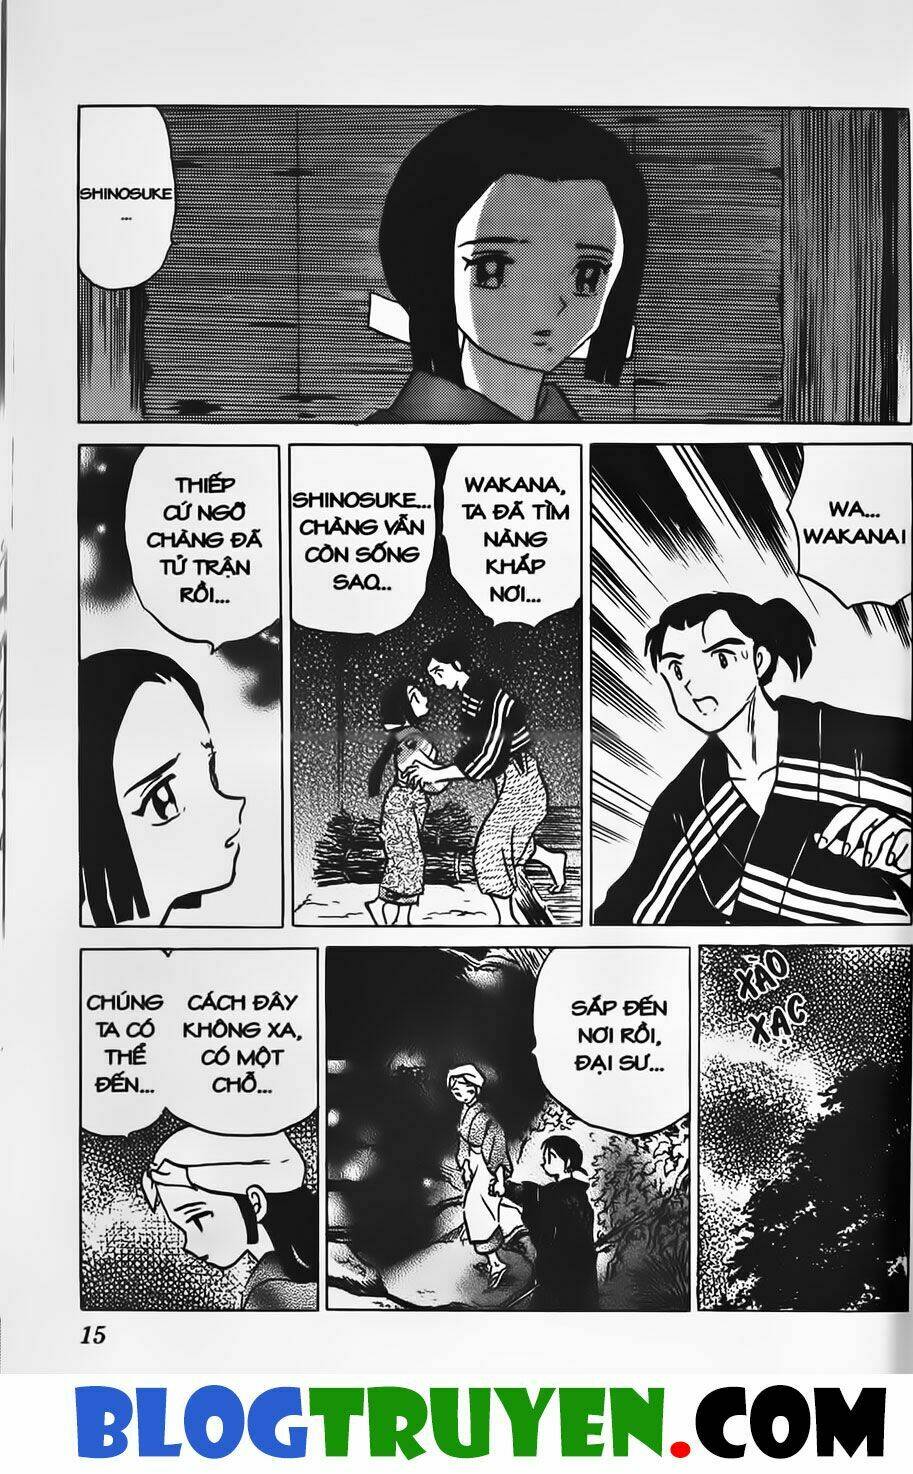 SHINOSUKE
...
WA...
WAKANA!
WAKANA,
TA ĐÃ TÌM
NÀNG
KHẮP
NƠI...
SHINOSUKE...
CHÀNG VẪN
CÒN SỐNG
SAO...
THIẾP
CỨ NGỠ
CHÀNG ĐÃ
TỬ TRẬN
RỒI...
XÀO
XẠC
SẮP ĐẾN
NƠI RỒI,
ĐẠI SƯ...
CÁCH ĐÂY
KHÔNG XA,
CÓ MỘT
CHỖ...
CHÚNG
TA CÓ
THỂ
ĐẾN...
15
BLOGTRUYEN.COM